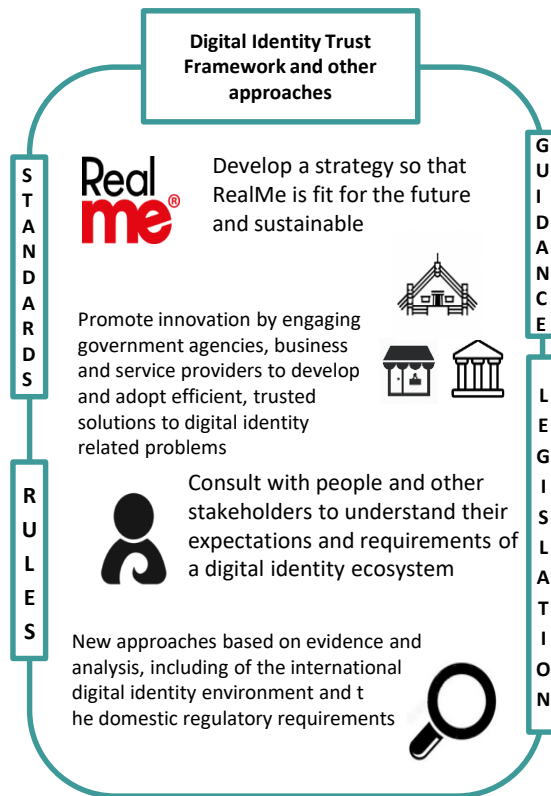 Digital Identity Trust
Framework and other
approaches
STANDARDS
GUIDANCE
Real
me®
Develop a strategy so that
RealMe is fit for the future
and sustainable
Promote innovation by engaging
government agencies, business
and service providers to develop
and adopt efficient, trusted
solutions to digital identity
related problems
RULES
LEGISLATION
Consult with people and other
stakeholders to understand their
expectations and requirements of
a digital identity ecosystem
New approaches based on evidence and
analysis, including of the international
digital identity environment and t
he domestic regulatory requirements